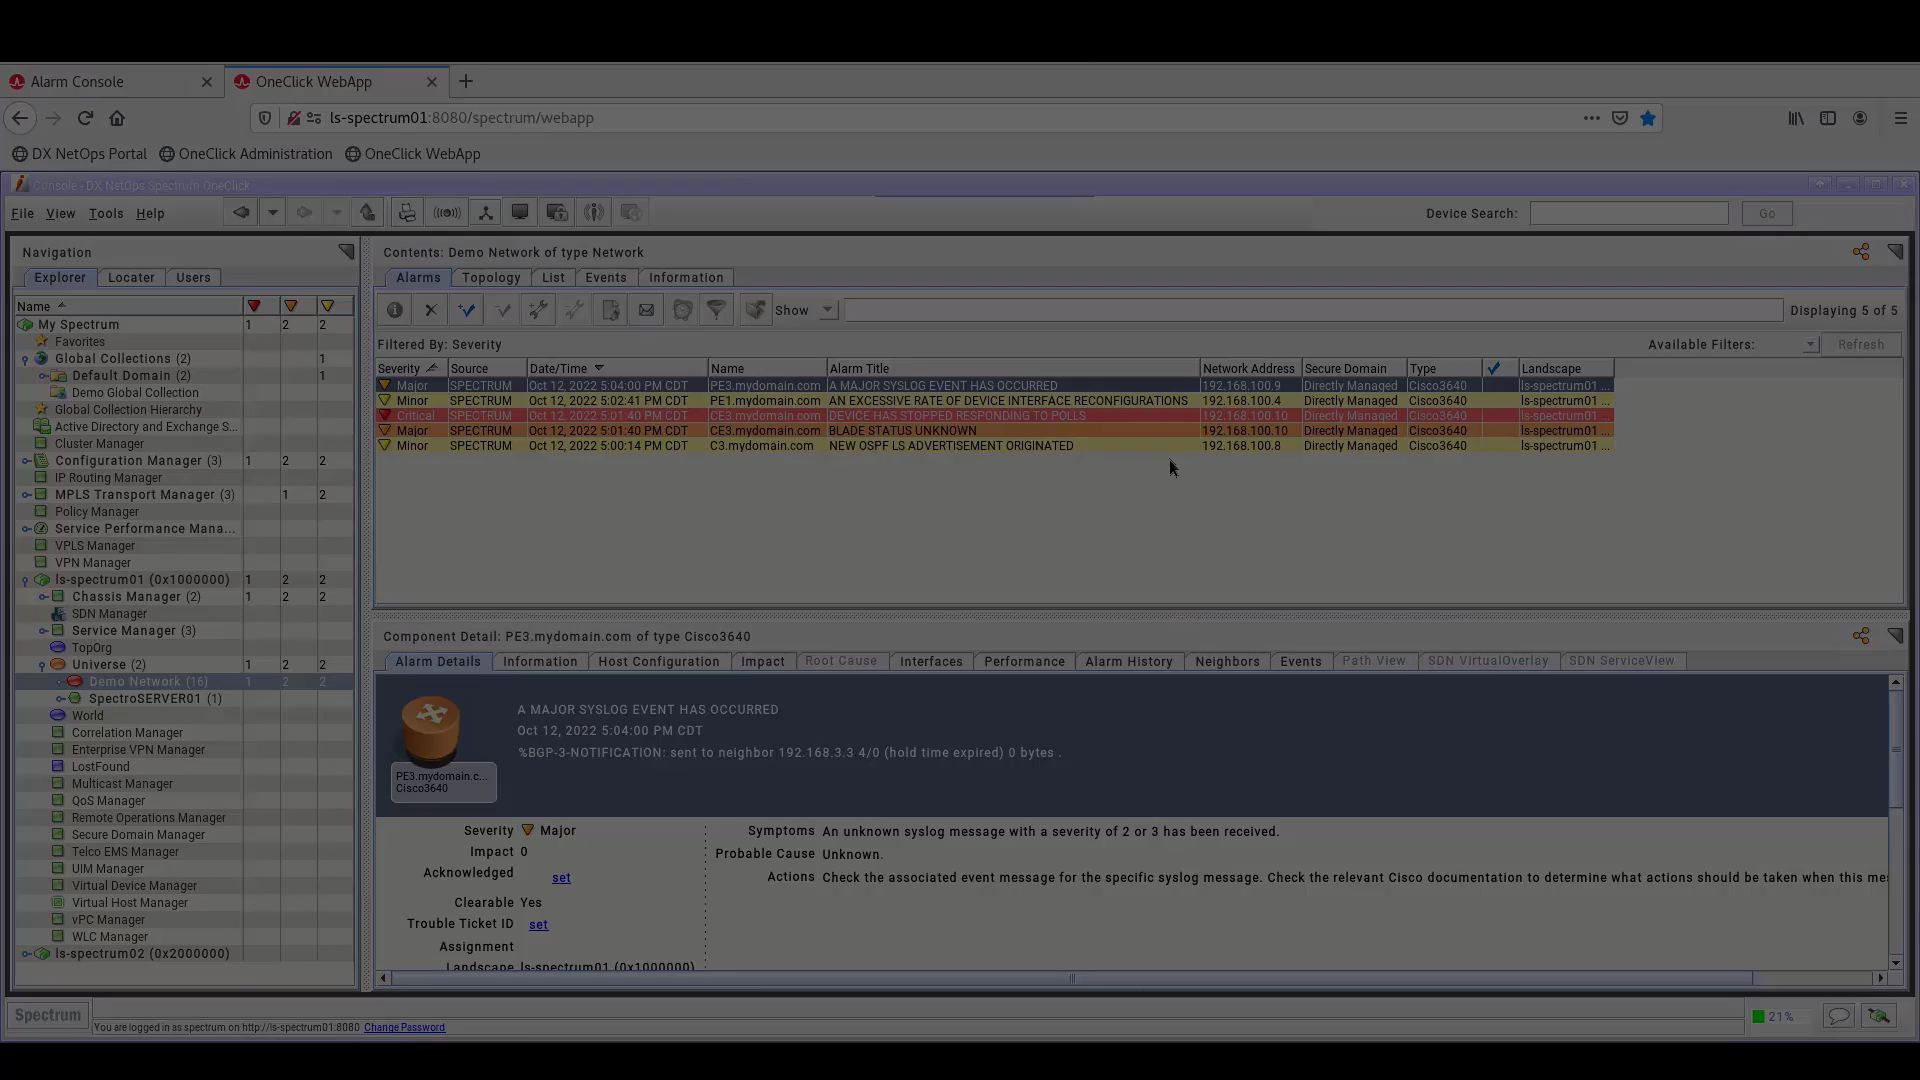 Alarm Console
OneClick WebApp
ls-spectrum01:8080/spectrum/webapp
DX NetOps Portal
OneClick Administration
OneClick WebApp
Console - DX NetOps Spectrum OneClick
File View Tools Help
Device Search:
Go
Navigation
Explorer Locater Users
Name
My Spectrum 1 2 2
Favorites
Global Collections (2) 1
Default Domain (2) 1
Demo Global Collection
Global Collection Hierarchy
Active Directory and Exchange S...
Cluster Manager
Configuration Manager (3) 1 2 2
IP Routing Manager
MPLS Transport Manager (3) 1 2
Policy Manager
Service Performance Mana...
VPLS Manager
VPN Manager
ls-spectrum01 (0x1000000) 1 2 2
Chassis Manager (2) 1 2 2
SDN Manager
Service Manager (3)
TopOrg
Universe (2) 1 2 2
Demo Network (16) 1 2 2
SpectroSERVER01 (1)
World
Correlation Manager
Enterprise VPN Manager
LostFound
Multicast Manager
QoS Manager
Remote Operations Manager
Secure Domain Manager
Telco EMS Manager
UIM Manager
Virtual Device Manager
Virtual Host Manager
vPC Manager
WLC Manager
ls-spectrum02 (0x2000000)
Contents: Demo Network of type Network
Alarms Topology List Events Information
Show
Displaying 5 of 5
Filtered By: Severity
Available Filters:
Refresh
Severity Source Date/Time Name Alarm Title Network Address Secure Domain Type Landscape
Major SPECTRUM Oct 12, 2022 5:04:00 PM CDT PE3.mydomain.com A MAJOR SYSLOG EVENT HAS OCCURRED 192.168.100.9 Directly Managed Cisco3640 ls-spectrum01 ...
Minor SPECTRUM Oct 12, 2022 5:02:41 PM CDT PE1.mydomain.com AN EXCESSIVE RATE OF DEVICE INTERFACE RECONFIGURATIONS 192.168.100.4 Directly Managed Cisco3640 ls-spectrum01 ...
Critical SPECTRUM Oct 12, 2022 5:01:40 PM CDT CE3.mydomain.com DEVICE HAS STOPPED RESPONDING TO POLLS 192.168.100.10 Directly Managed Cisco3640 ls-spectrum01 ...
Major SPECTRUM Oct 12, 2022 5:01:40 PM CDT CE3.mydomain.com BLADE STATUS UNKNOWN 192.168.100.10 Directly Managed Cisco3640 ls-spectrum01 ...
Minor SPECTRUM Oct 12, 2022 5:00:14 PM CDT C3.mydomain.com NEW OSPF LS ADVERTISEMENT ORIGINATED 192.168.100.8 Directly Managed Cisco3640 ls-spectrum01 ...
Component Detail: PE3.mydomain.com of type Cisco3640
Alarm Details Information Host Configuration Impact Root Cause Interfaces Performance Alarm History Neighbors Events Path View SDN VirtualOverlay SDN ServiceView
A MAJOR SYSLOG EVENT HAS OCCURRED
Oct 12, 2022 5:04:00 PM CDT
%BGP-3-NOTIFICATION: sent to neighbor 192.168.3.3 4/0 (hold time expired) 0 bytes .
PE3.mydomain.c...
Cisco3640
Severity Major
Impact 0
Acknowledged set
Clearable Yes
Trouble Ticket ID set
Assignment
Landscape ls-spectrum01 (0x1000000)
Symptoms An unknown syslog message with a severity of 2 or 3 has been received.
Probable Cause Unknown.
Actions Check the associated event message for the specific syslog message. Check the relevant Cisco documentation to determine what actions should be taken when this mes
Spectrum
You are logged in as spectrum on http://ls-spectrum01:8080 Change Password
21%